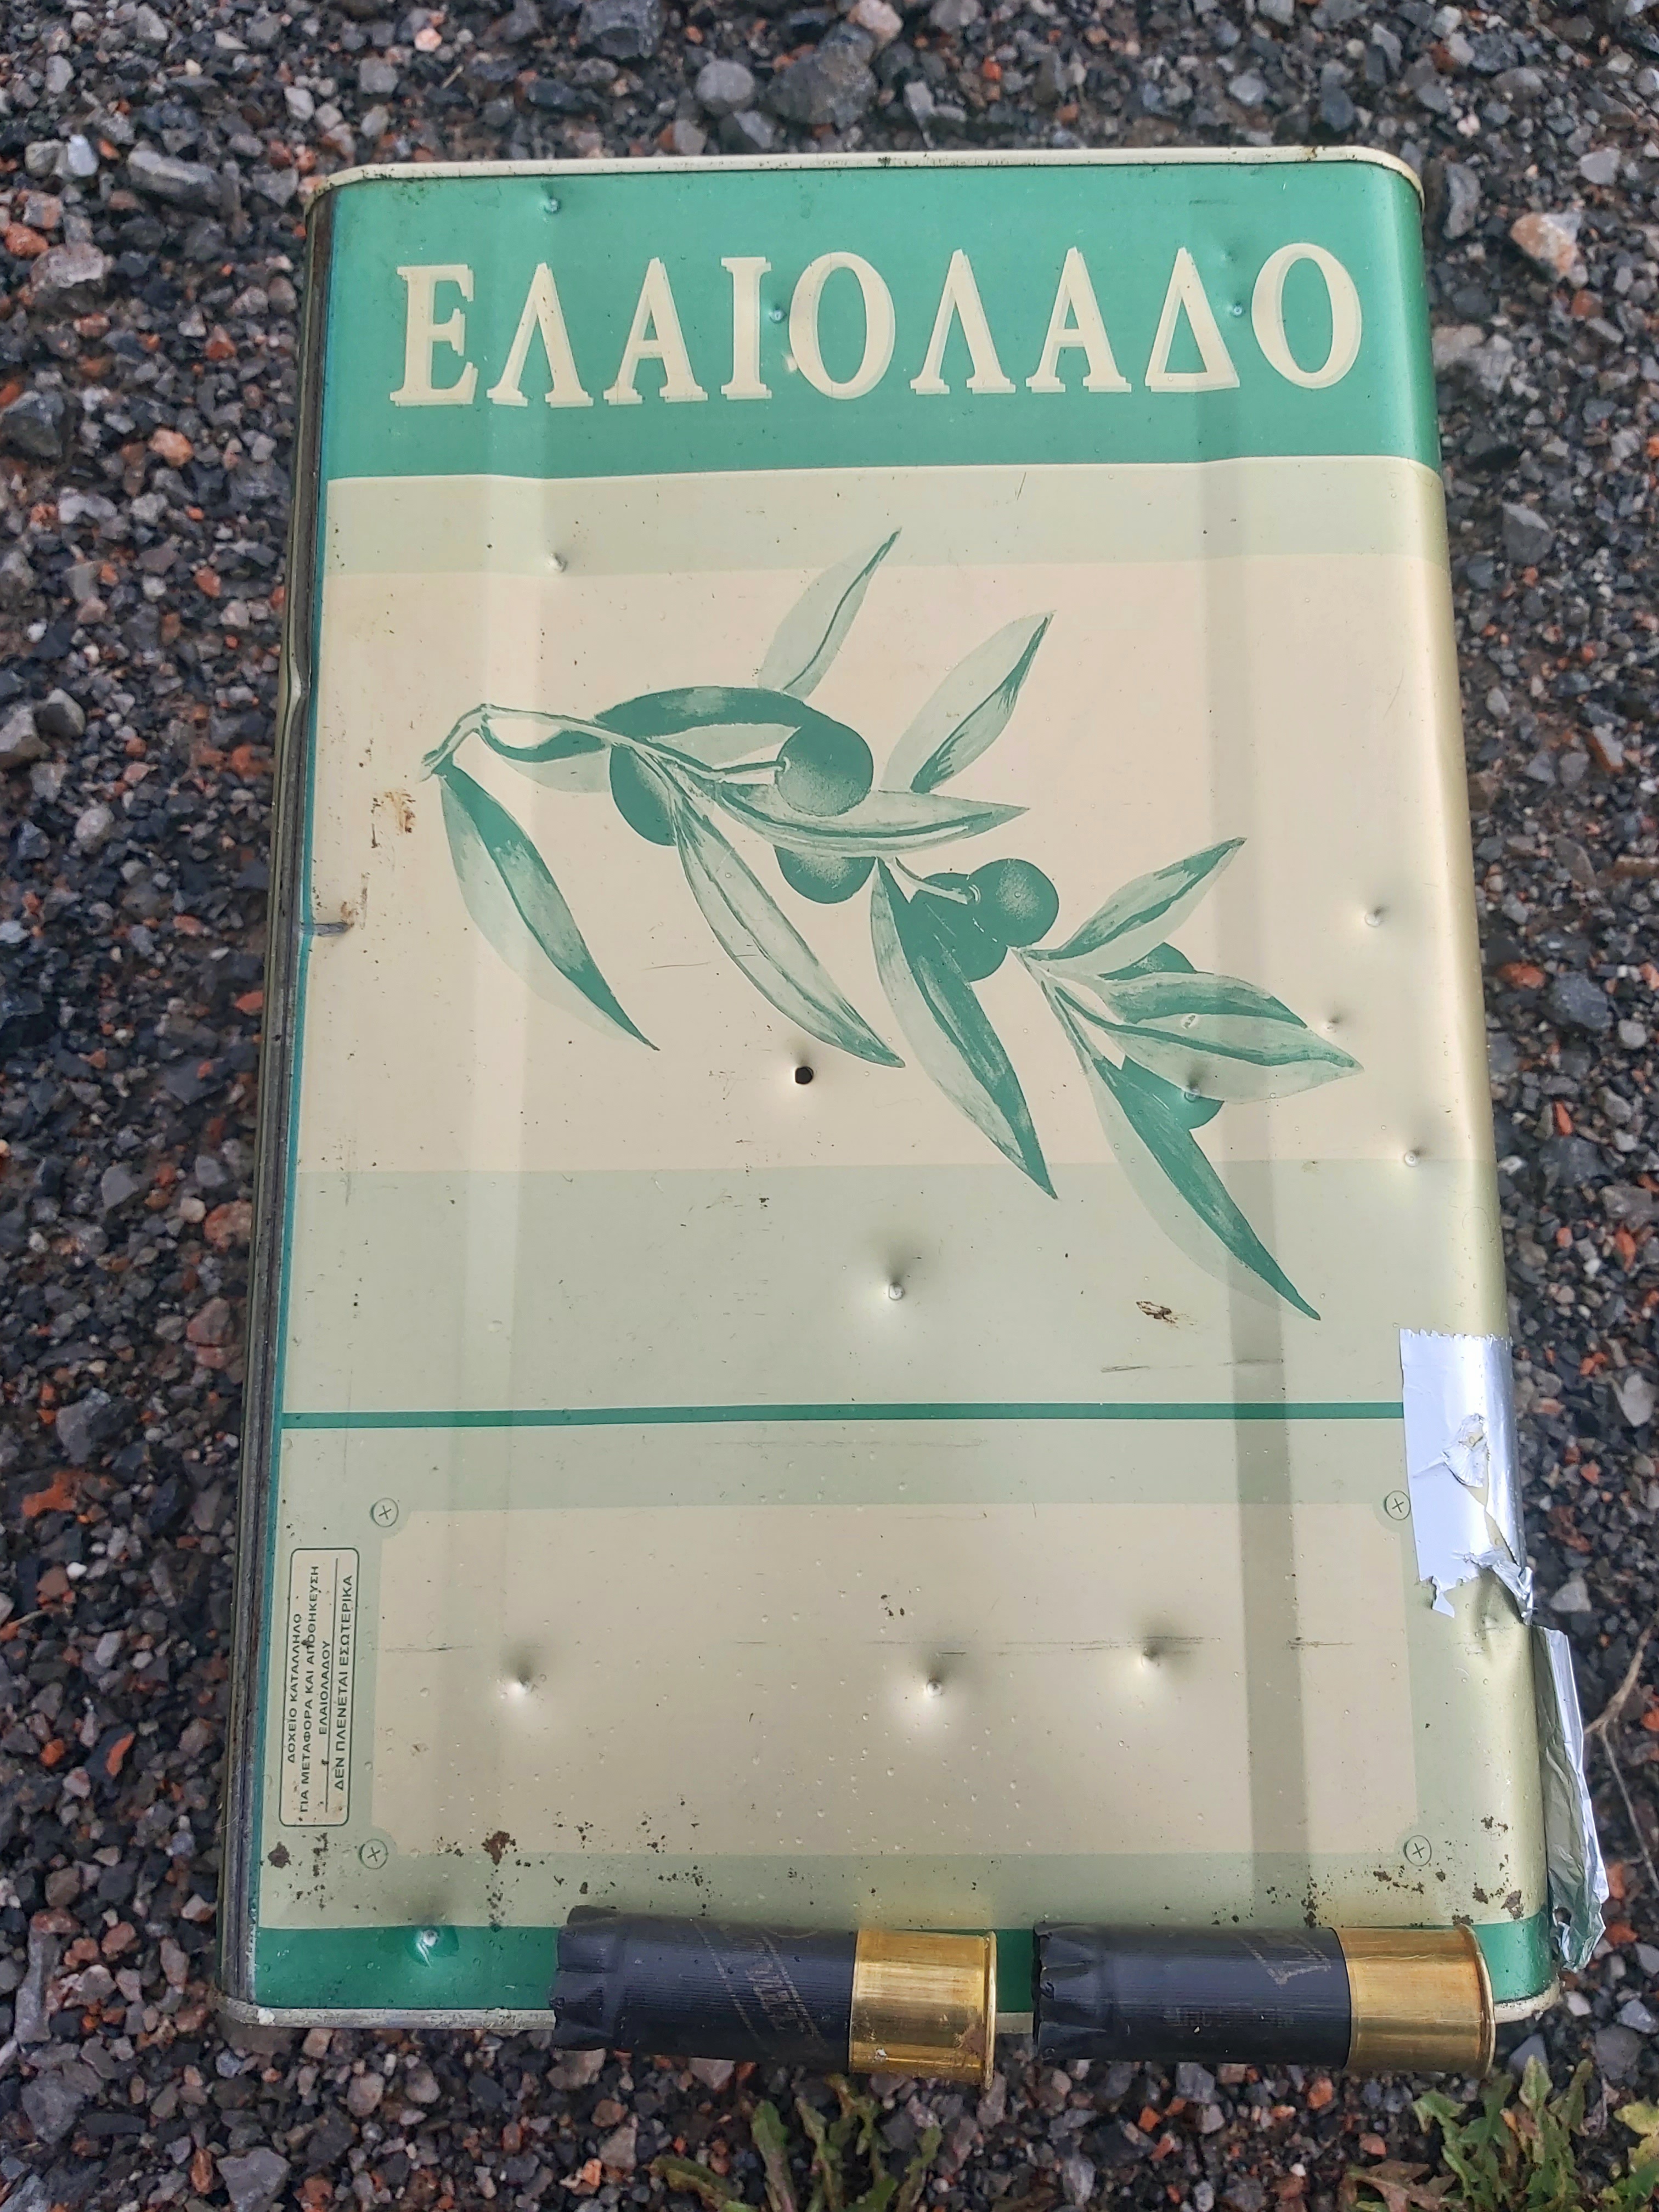 ΕΛΑΙΟΛΑΔΟ
ΔΟΧΕΙΟ ΚΑΤΑΛΛΗΛΟ
ΓΙΑ ΜΕΤΑΦΟΡΑ ΚΑΙ ΑΠΟΘΗΚΕΥΣΗ
ΕΛΑΙΟΛΑΔΟΥ
ΔΕΝ ΠΛΕΝΕΤΑΙ ΕΣΩΤΕΡΙΚΑ